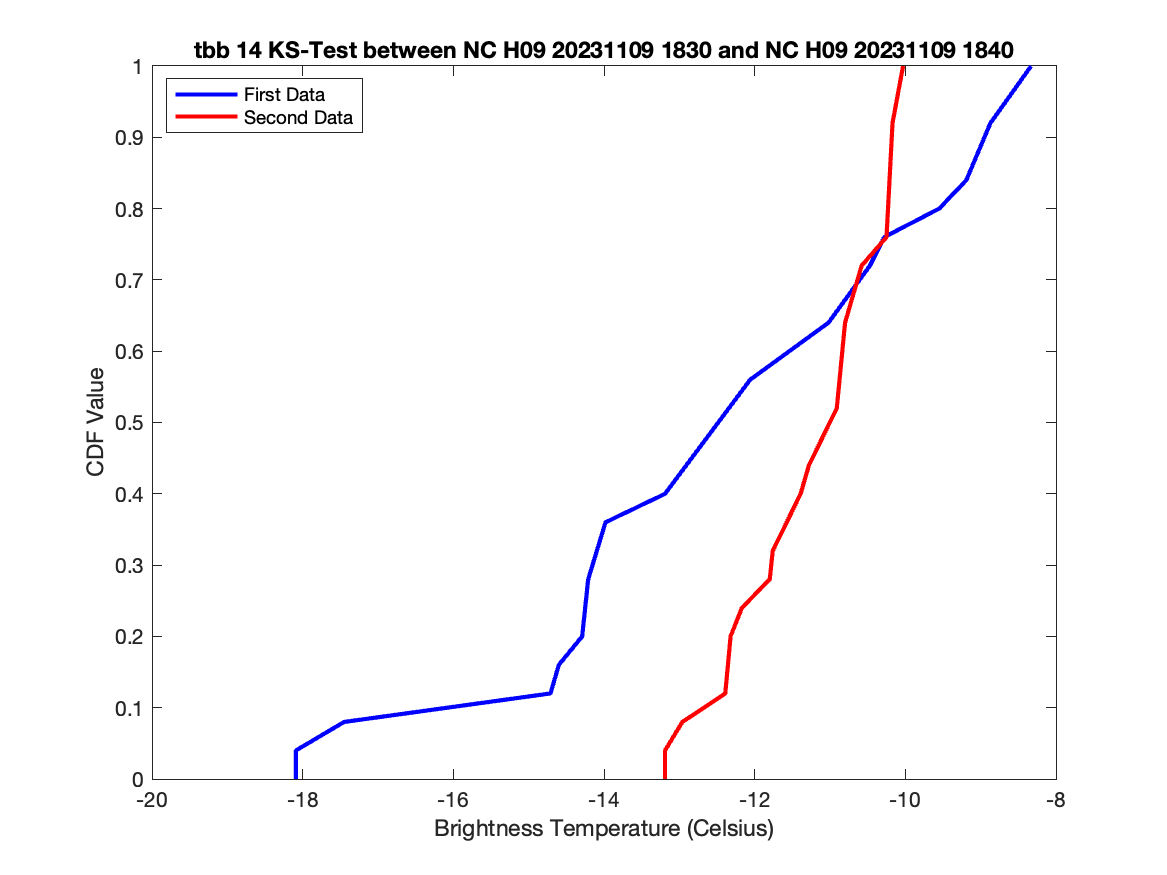 tbb 14 KS-Test between NC H09 20231109 1830 and NC H09 20231109 1840
First Data
Second Data
1
0.9
0.8
0.7
0.6
0.5
0.4
0.3
0.2
0.1
0
CDF Value
-20 -18 -16 -14 -12 -10 -8
Brightness Temperature (Celsius)